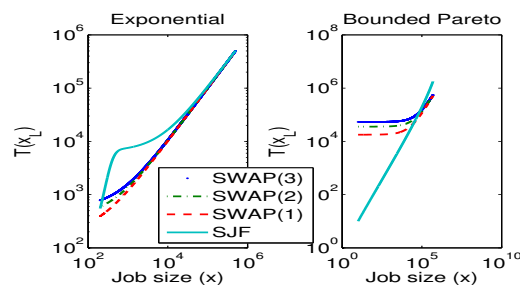 Exponential
Bounded Pareto
10^6
10^5
10^4
10^3
10^2
T(x_L)
10^2
10^4
10^6
Job size (x)
10^6
10^4
10^2
10^0
T(x_L)
10^0
10^5
10^10
Job size (x)
SWAP(3)
SWAP(2)
SWAP(1)
SJF